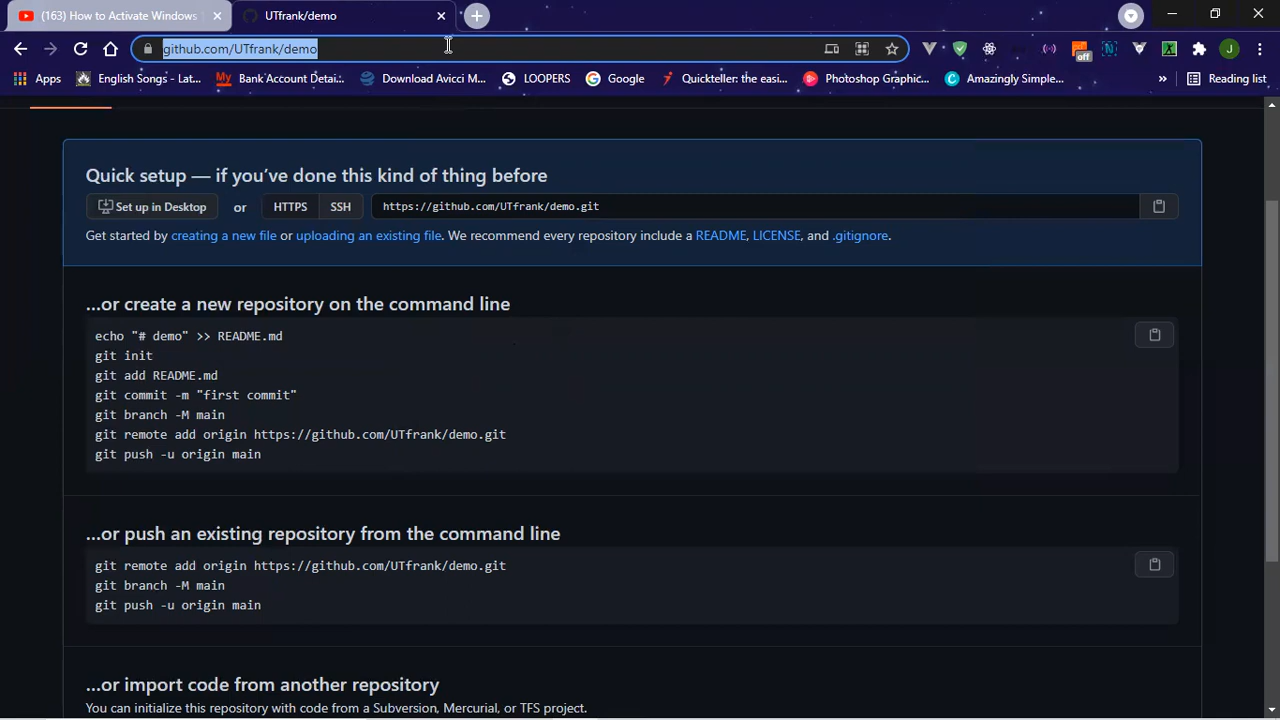 (163) How to Activate Windows
UTfrank/demo
github.com/UTfrank/demo
off
J
Apps
English Songs - Lat...
My
Bank Account Detai...
Download Avicci M...
LOOPERS
Google
Quickteller: the easi...
Photoshop Graphic...
C
Amazingly Simple...
»
Reading list
Quick setup — if you've done this kind of thing before
Set up in Desktop or HTTPS SSH https://github.com/UTfrank/demo.git
Get started by creating a new file or uploading an existing file. We recommend every repository include a README, LICENSE, and .gitignore.
...or create a new repository on the command line
echo "# demo" >> README.md
git init
git add README.md
git commit -m "first commit"
git branch -M main
git remote add origin https://github.com/UTfrank/demo.git
git push -u origin main
...or push an existing repository from the command line
git remote add origin https://github.com/UTfrank/demo.git
git branch -M main
git push -u origin main
...or import code from another repository
You can initialize this repository with code from a Subversion, Mercurial, or TFS project.